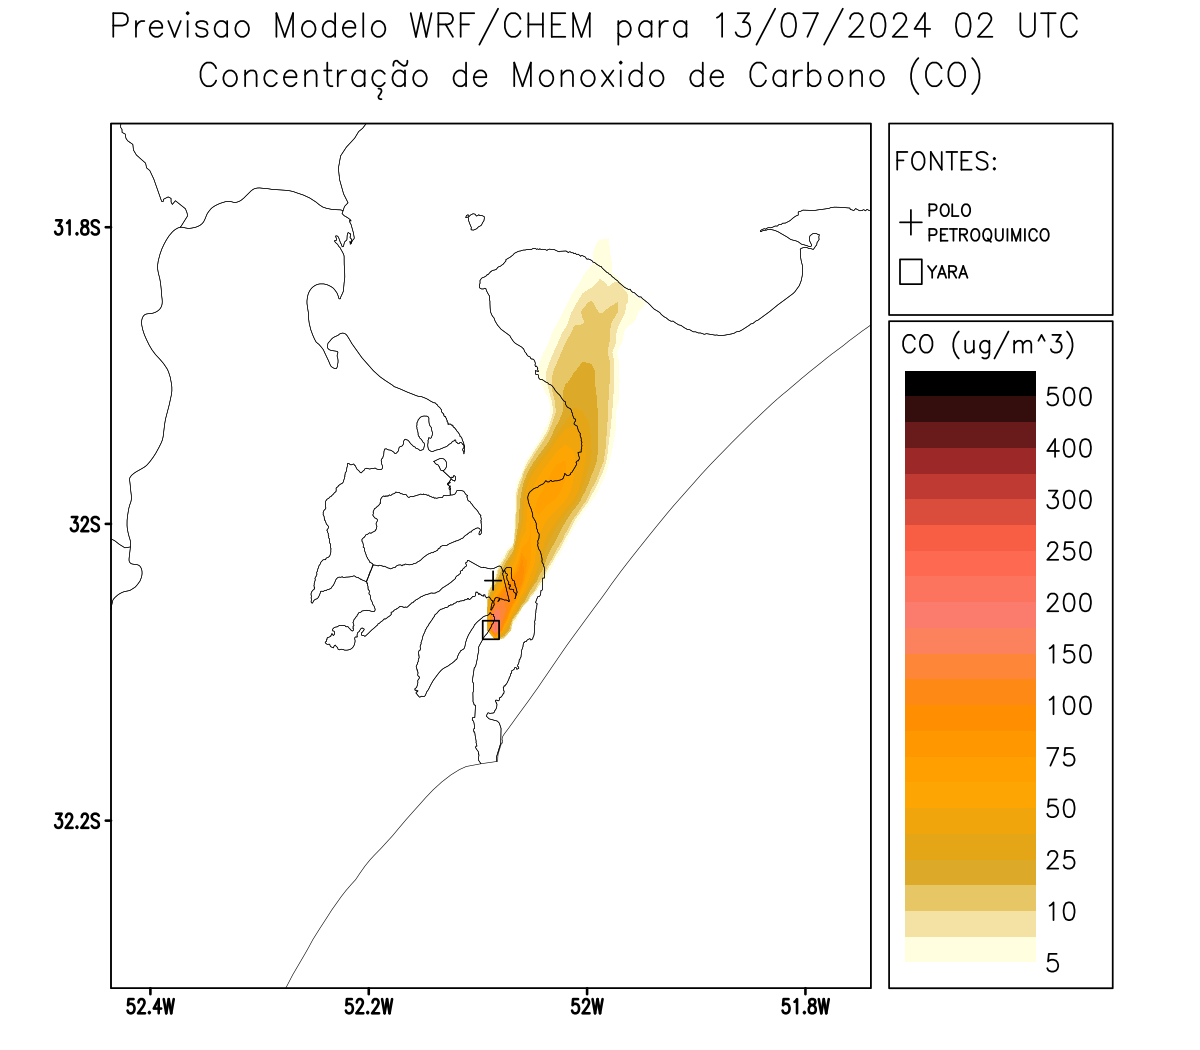 Previsao Modelo WRF/CHEM para 13/07/2024 02 UTC
Concentração de Monoxido de Carbono (CO)
FONTES:
POLO
PETROQUIMICO
YARA
CO (ug/m^3)
500
400
300
250
200
150
100
75
50
25
10
5
31.8S
32S
32.2S
52.4W
52.2W
52W
51.8W